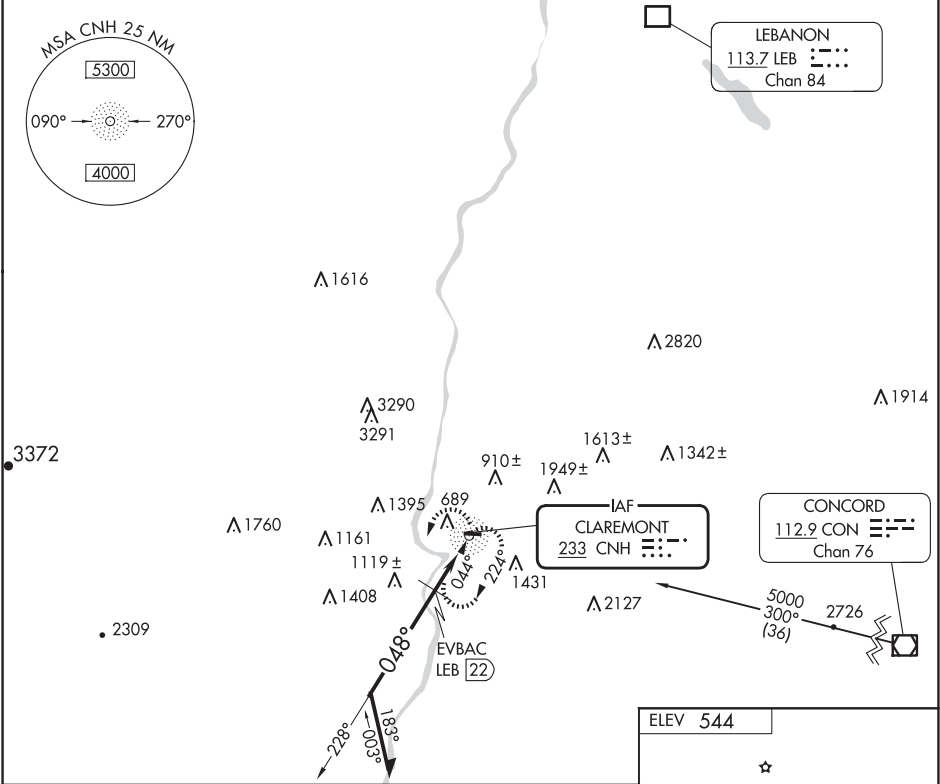 MSA CNH 25 NM
5300
090°
270°
4000
LEBANON
113.7 LEB
Chan 84
1616
2820
3290
3291
1914
3372
1613±
1342±
910±
1949±
1395
689
1760
1161
1119±
1408
1431
2127
2309
IAF
CLAREMONT
233 CNH
CONCORD
112.9 CON
Chan 76
044°
224°
5000
300°
(36)
2726
EVBAC
LEB 22
048°
228°
003°
183°
ELEV 544